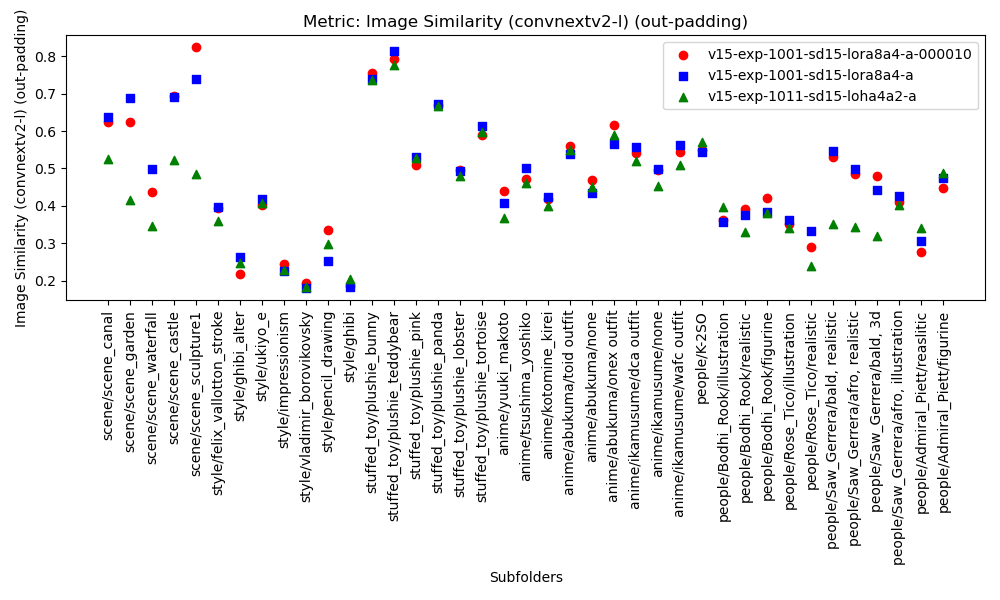 Metric: Image Similarity (convnextv2-l) (out-padding)
Image Similarity (convnextv2-l) (out-padding)
0.8
0.7
0.6
0.5
0.4
0.3
0.2
v15-exp-1001-sd15-lora8a4-a-000010
v15-exp-1001-sd15-lora8a4-a
v15-exp-1011-sd15-loha4a2-a
scene/scene_canal
scene/scene_garden
scene/scene_waterfall
scene/scene_castle
scene/scene_sculpture1
style/felix_vallotton_stroke
style/ghibi_alter
style/ukiyo_e
style/impressionism
style/vladimir_borovikovsky
style/pencil_drawing
style/ghibi
stuffed_toy/plushie_bunny
stuffed_toy/plushie_teddybear
stuffed_toy/plushie_pink
stuffed_toy/plushie_panda
stuffed_toy/plushie_lobster
stuffed_toy/plushie_tortoise
anime/yuuki_makoto
anime/tsushima_yoshiko
anime/kotomine_kirei
anime/abukuma/toid outfit
anime/abukuma/none
anime/abukuma/onex outfit
anime/ikamusume/dca outfit
anime/ikamusume/none
anime/ikamusume/wafc outfit
people/K-2SO
people/Bodhi_Rook/illustration
people/Bodhi_Rook/realistic
people/Bodhi_Rook/figurine
people/Rose_Tico/illustration
people/Rose_Tico/realistic
people/Saw_Gerrera/bald, realistic
people/Saw_Gerrera/afro, realistic
people/Saw_Gerrera/bald, 3d
people/Saw_Gerrera/afro, illustration
people/Admiral_Piett/reaslitic
people/Admiral_Piett/figurine
Subfolders